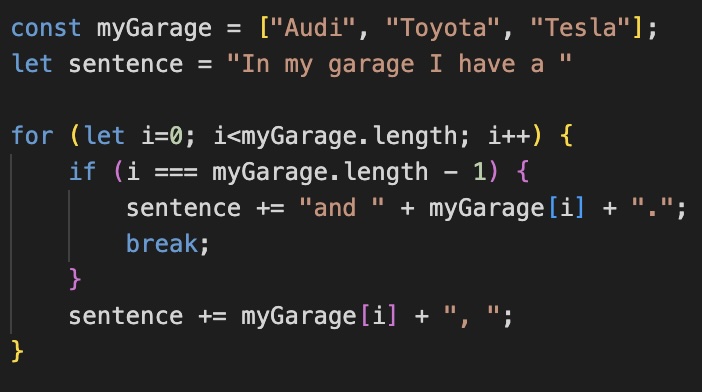 const myGarage = ["Audi", "Toyota", "Tesla"];
let sentence = "In my garage I have a "

for (let i=0; i<myGarage.length; i++) {
    if (i === myGarage.length - 1) {
        sentence += "and " + myGarage[i] + ".";
        break;
    }
    sentence += myGarage[i] + ", ";
}